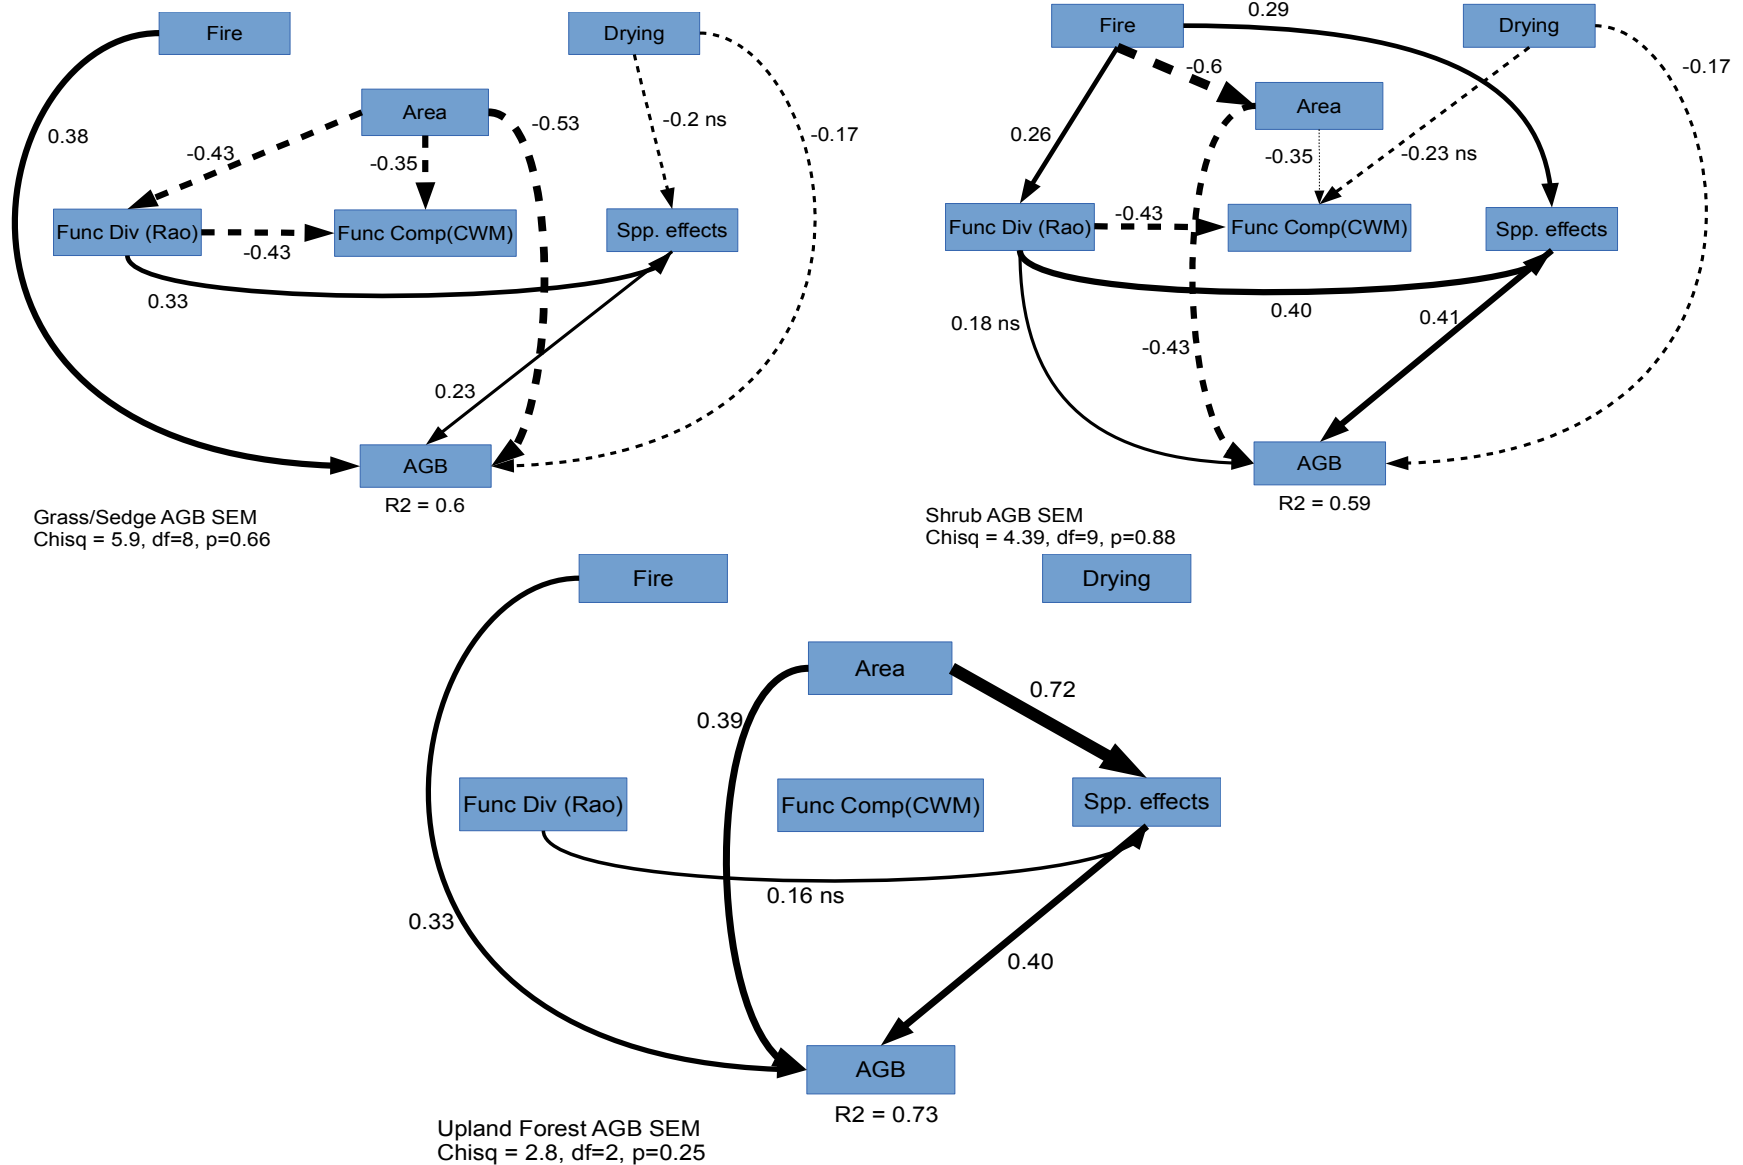 Fire
Drying
Area
0.38
-0.53
-0.2 ns
-0.17
-0.43
-0.35
Func Div (Rao)
Func Comp(CWM)
Spp. effects
-0.43
0.33
0.23
AGB
R2 = 0.6
Grass/Sedge AGB SEM
Chisq = 5.9, df=8, p=0.66
0.29
Fire
Drying
-0.6
-0.17
Area
0.26
-0.35
-0.23 ns
Func Div (Rao)
-0.43
Func Comp(CWM)
Spp. effects
0.18 ns
0.40
0.41
-0.43
AGB
R2 = 0.59
Shrub AGB SEM
Chisq = 4.39, df=9, p=0.88
Fire
Drying
Area
0.72
0.39
Func Div (Rao)
Func Comp(CWM)
Spp. effects
0.16 ns
0.33
0.40
AGB
R2 = 0.73
Upland Forest AGB SEM
Chisq = 2.8, df=2, p=0.25